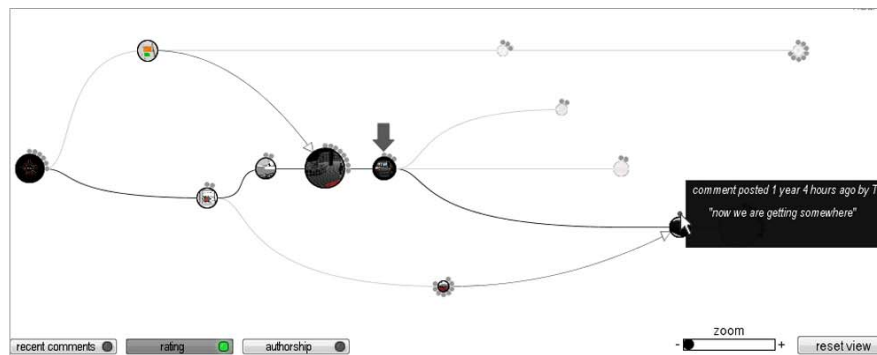 comment posted 1 year 4 hours ago by T
"now we are getting somewhere"
zoom
- +
recent comments rating authorship reset view